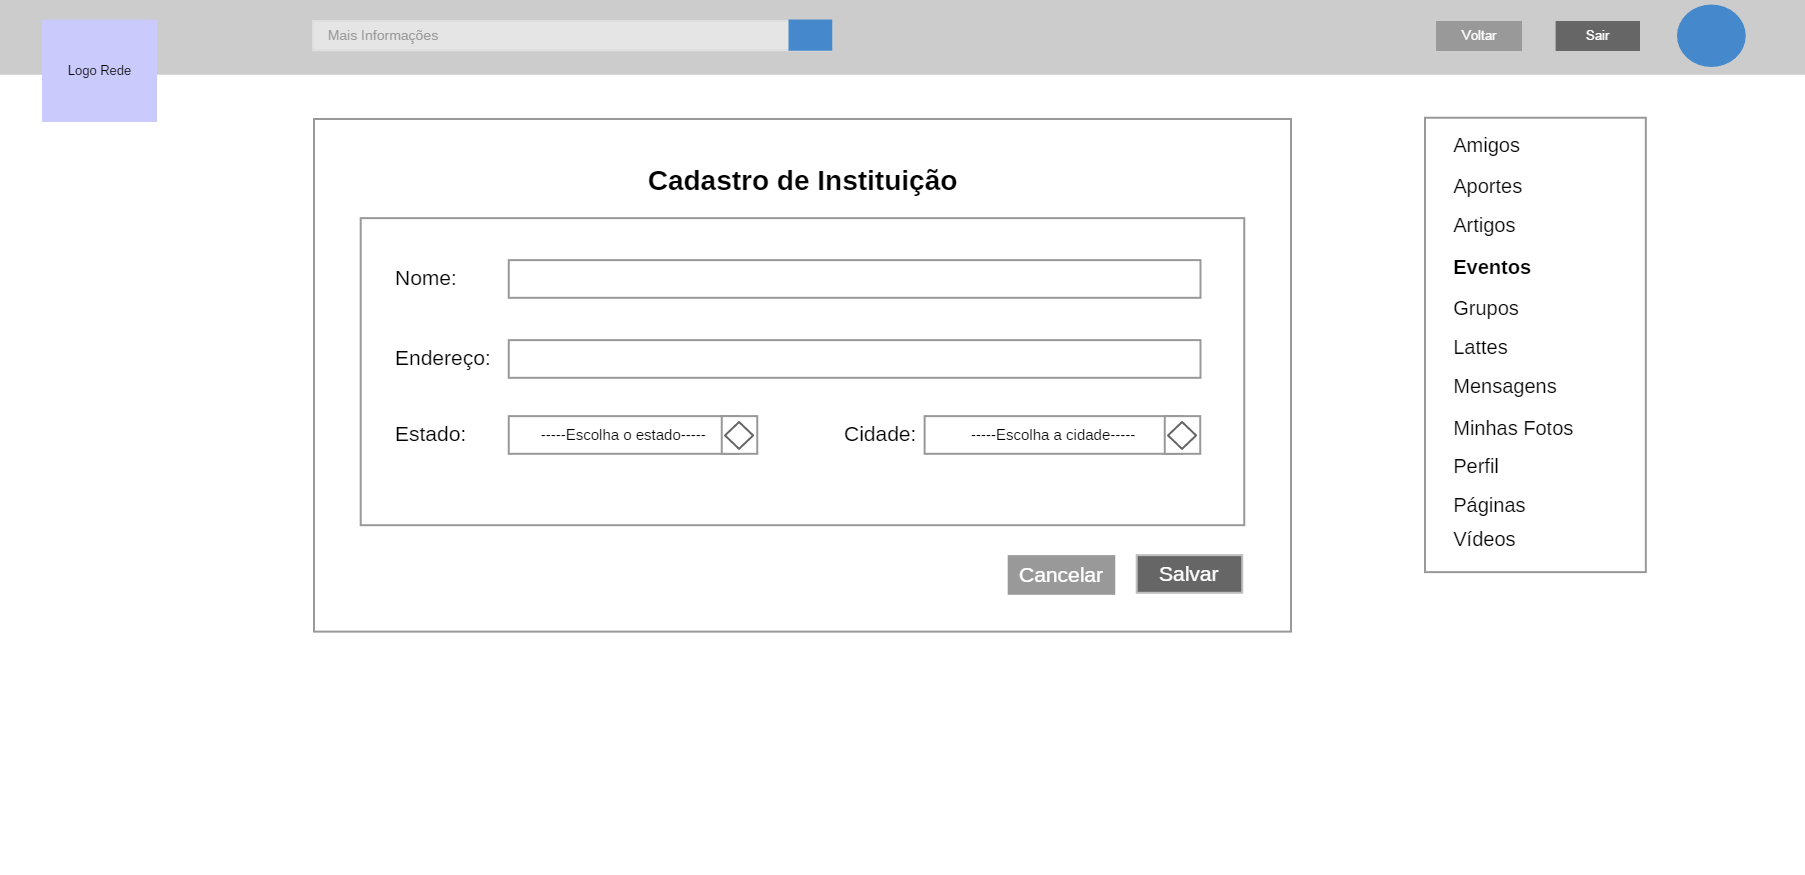 Mais Informações
Voltar
Sair
Logo Rede
Cadastro de Instituição
Nome:
Endereço:
Estado:
-----Escolha o estado-----
Cidade:
-----Escolha a cidade-----
Cancelar
Salvar
Amigos
Aportes
Artigos
Eventos
Grupos
Lattes
Mensagens
Minhas Fotos
Perfil
Páginas
Vídeos